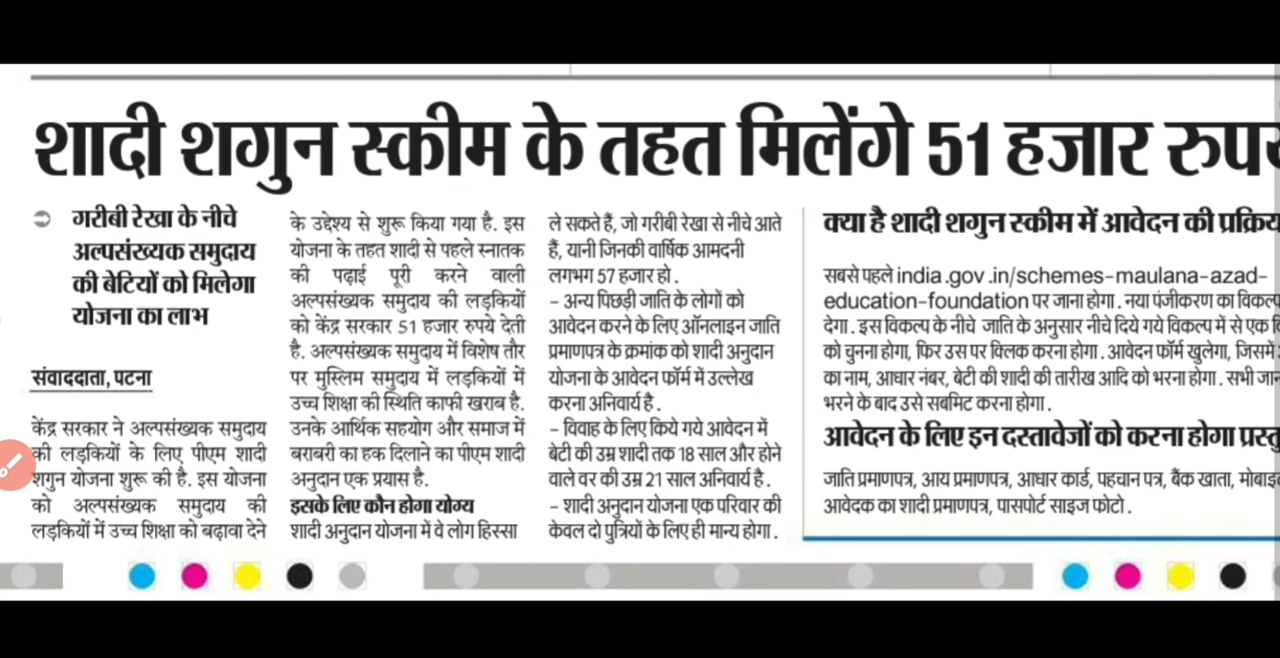 शादी शगुन स्कीम के तहत मिलेंगे 51 हजार
गरीबी रेखा के नीचे
अल्पसंख्यक समुदाय
की बेटियों को मिलेगा
योजना का लाभ
संवाददाता, पटना
केंद्र सरकार ने अल्पसंख्यक समुदाय
की लड़कियों के लिए पीएम शादी
शगुन योजना शुरू की है. इस योजना
को अल्पसंख्यक समुदाय की
लड़कियों में उच्च शिक्षा को बढ़ावा देने
के उद्देश्य से शुरू किया गया है. इस
योजना के तहत शादी से पहले स्नातक
की पढ़ाई पूरी करने वाली
अल्पसंख्यक समुदाय की लड़कियों
को केंद्र सरकार 51 हजार रुपये देती
है. अल्पसंख्यक समुदाय में विशेष तौर
पर मुस्लिम समुदाय में लड़कियों में
उच्च शिक्षा की स्थिति काफी खराब है.
उनके आर्थिक सहयोग और समाज में
बराबरी का हक दिलाने का पीएम शादी
अनुदान एक प्रयास है.
इसके लिए कौन होगा योग्य
शादी अनुदान योजना में वे लोग हिस्सा
ले सकते हैं, जो गरीबी रेखा से नीचे आते
हैं, यानी जिनकी वार्षिक आमदनी
लगभग 57 हजार हो.
- अन्य पिछड़ी जाति के लोगों को
आवेदन करने के लिए ऑनलाइन जाति
प्रमाणपत्र के क्रमांक को शादी अनुदान
योजना के आवेदन फॉर्म में उल्लेख
करना अनिवार्य है.
- विवाह के लिए किये गये आवेदन में
बेटी की उम्र शादी तक 18 साल और होने
वाले वर की उम्र 21 साल अनिवार्य है.
- शादी अनुदान योजना एक परिवार की
केवल दो पुत्रियों के लिए ही मान्य होगा.
क्या है शादी शगुन स्कीम में आवेदन की
सबसे पहले india.gov.in/schemes-maulana-azad-
education-foundation पर जाना होगा. नया पंजीकरण का
देगा. इस विकल्प के नीचे जाति के अनुसार नीचे दिये गये विकल्प में से एक
को चुनना होगा, फिर उस पर क्लिक करना होगा. आवेदन फॉर्म खुलेगा, जिसमें
का नाम, आधार नंबर, बेटी की शादी की तारीख आदि को भरना होगा. सभी
भरने के बाद उसे सबमिट करना होगा.
आवेदन के लिए इन दस्तावेजों को करना होगा
जाति प्रमाणपत्र, आय प्रमाणपत्र, आधार कार्ड, पहचान पत्र, बैंक खाता,
आवेदक का शादी प्रमाणपत्र, पासपोर्ट साइज फोटो.